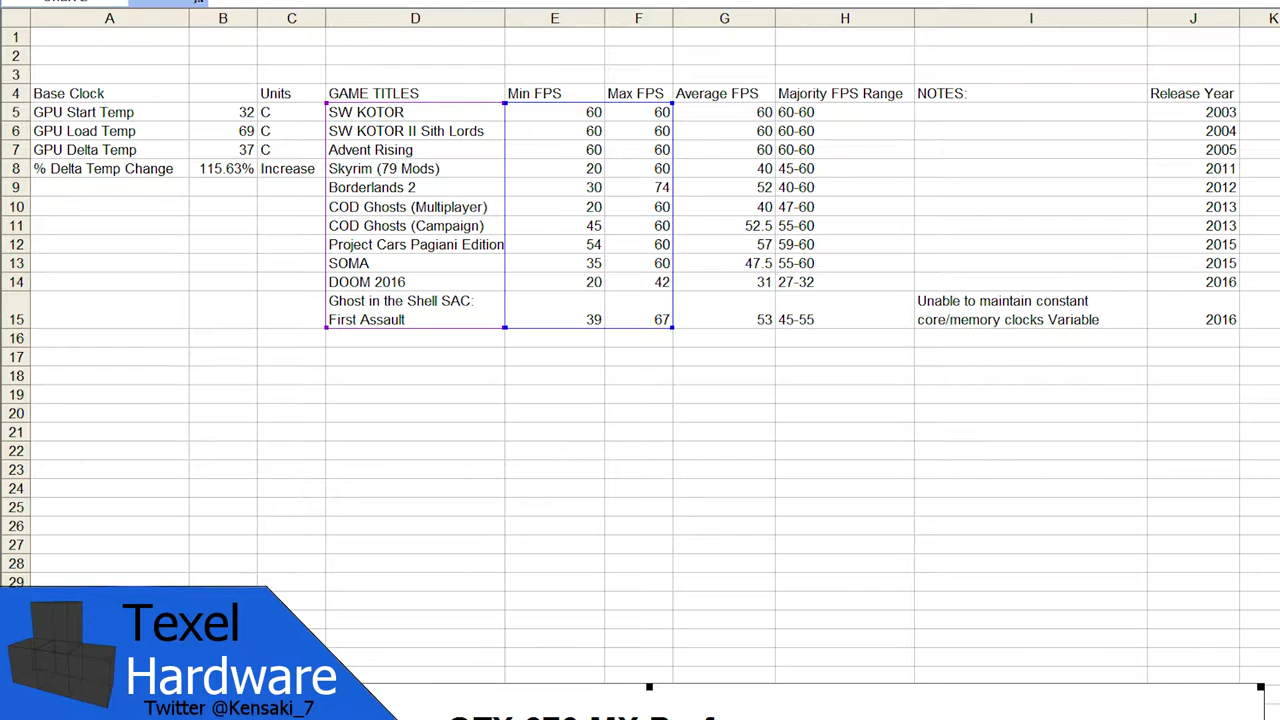 A B C D E F G H I J K
1
2
3
4 Base Clock Units GAME TITLES Min FPS Max FPS Average FPS Majority FPS Range NOTES: Release Year
5 GPU Start Temp 32 C SW KOTOR 60 60 60 60-60 2003
6 GPU Load Temp 69 C SW KOTOR II Sith Lords 60 60 60 60-60 2004
7 GPU Delta Temp 37 C Advent Rising 60 60 60 60-60 2005
8 % Delta Temp Change 115.63% Increase Skyrim (79 Mods) 20 60 40 45-60 2011
9 Borderlands 2 30 74 52 40-60 2012
10 COD Ghosts (Multiplayer) 20 60 40 47-60 2013
11 COD Ghosts (Campaign) 45 60 52.5 55-60 2013
12 Project Cars Pagiani Edition 54 60 57 59-60 2015
13 SOMA 35 60 47.5 55-60 2015
14 DOOM 2016 20 42 31 27-32 2016
Ghost in the Shell SAC: Unable to maintain constant
15 First Assault 39 67 53 45-55 core/memory clocks Variable 2016
16
17
18
19
20
21
22
23
24
25
26
27
28
29
Texel
Hardware
Twitter @Kensaki_7